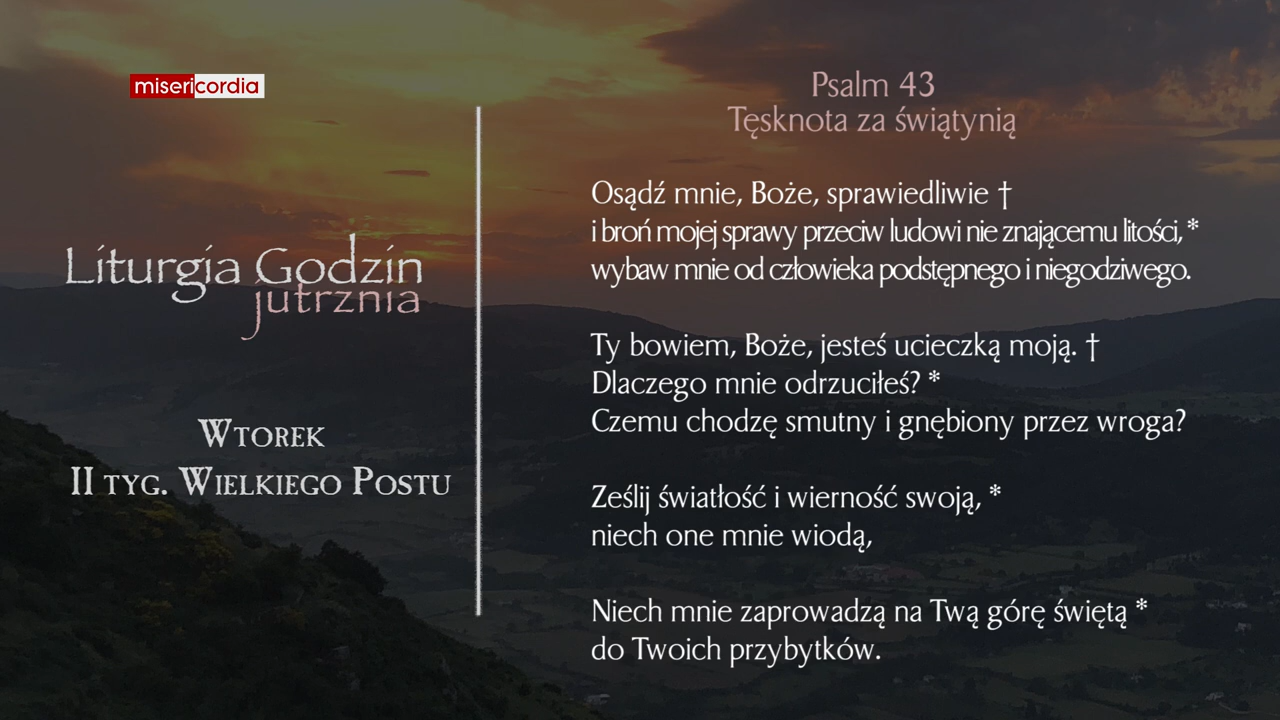 misericordia
Liturgia Godzin
jutrznia
Wtorek
II tyg. Wielkiego Postu
Psalm 43
Tęsknota za świątynią
Osądź mnie, Boże, sprawiedliwie †
i broń mojej sprawy przeciw ludowi nie znającemu litości, *
wybaw mnie od człowieka podstępnego i niegodziwego.
Ty bowiem, Boże, jesteś ucieczką moją. †
Dlaczego mnie odrzuciłeś? *
Czemu chodzę smutny i gnębiony przez wroga?
Ześlij światłość i wierność swoją, *
niech one mnie wiodą,
Niech mnie zaprowadzą na Twą górę świętą *
do Twoich przybytków.